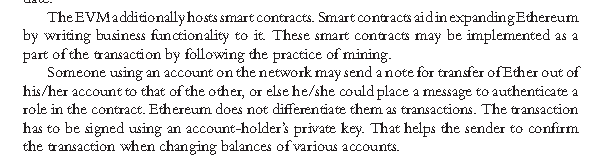 The EVM additionally hosts smart contracts. Smart contracts aid in expanding Ethereum
by writing business functionality to it. These smart contracts may be implemented as a
part of the transaction by following the practice of mining.
Someone using an account on the network may send a note for transfer of Ether out of
his/her account to that of the other, or else he/she could place a message to authenticate a
role in the contract. Ethereum does not differentiate them as transactions. The transaction
has to be signed using an account-holder's private key. That helps the sender to confirm
the transaction when changing balances of various accounts.